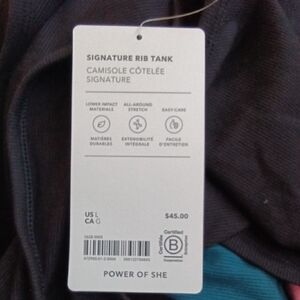 SIGNATURE RIB TANK
CAMISOLE CÔTELÉE
SIGNATURE
LOWER IMPACT
MATERIALS
ALL-AROUND
STRETCH
EASY-CARE
MATIÈRES
DURABLES
EXTENSIBILITÉ
INTÉGRALE
FACILE
D'ENTRETIEN
US L
CA G
$45.00
Certified
B
Corporation
POWER OF SHE